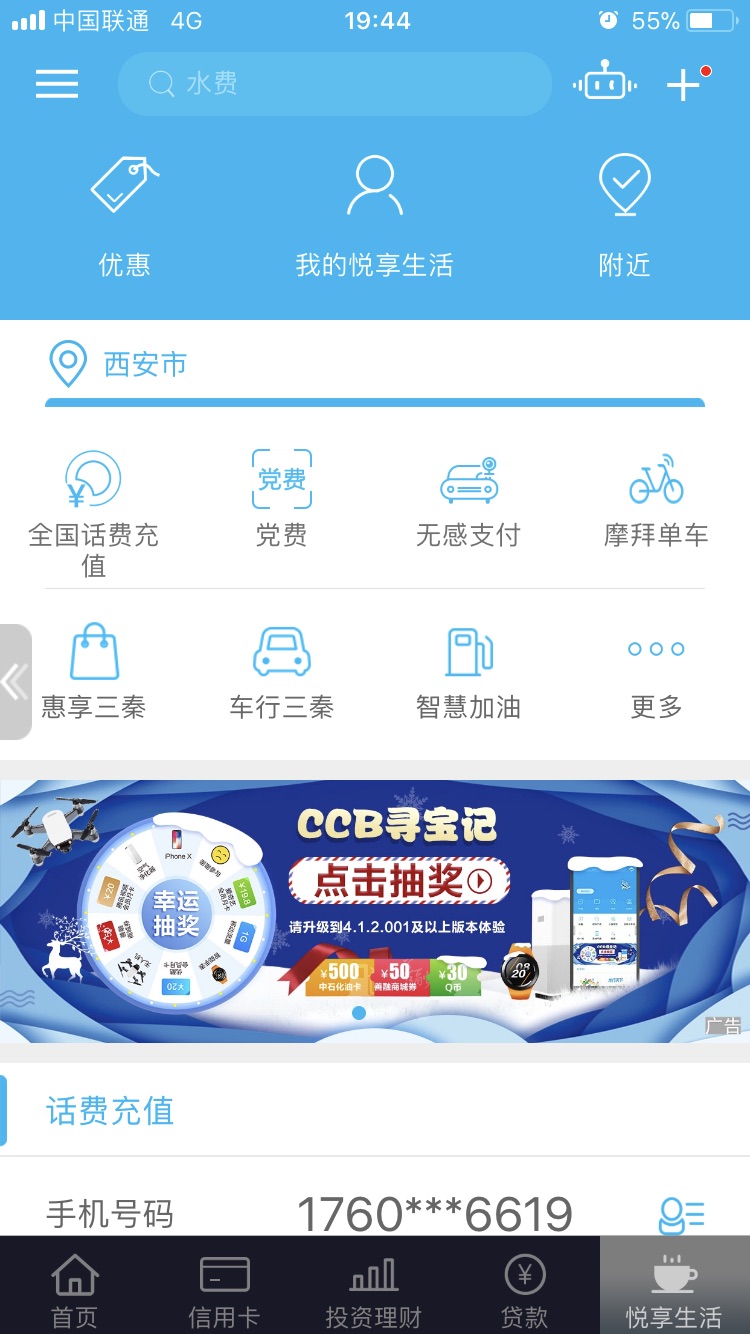 中国联通 4G 19:44 55%
水费
优惠 我的悦享生活 附近
西安市
党费
全国话费充 党费 无感支付 摩拜单车
值
惠享三秦 车行三秦 智慧加油 更多
CCB寻宝记
点击抽奖
请升级到4.1.2.001及以上版本体验
幸运
抽奖
iPhone X
¥500 ¥50 ¥30
中石化油卡 善融商城券 Q币
广告
话费充值
手机号码 1760***6619
首页 信用卡 投资理财 贷款 悦享生活